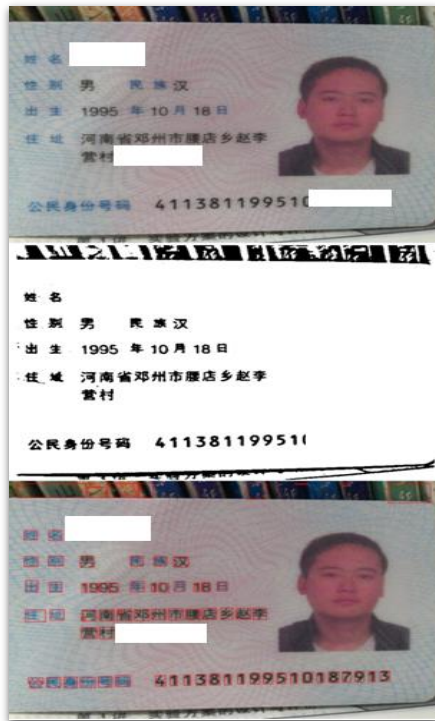 姓名
性别 男 民族 汉
出生 1995 年 10 月 18 日
住址 河南省邓州市腰店乡赵李
营村
公民身份号码 411381199510
姓名
性别 男 民族 汉
出生 1995 年 10 月 18 日
住址 河南省邓州市腰店乡赵李
营村
公民身份号码 41138119951
姓名
性别 男 民族 汉
出生 1995 年 10 月 18 日
住址 河南省邓州市腰店乡赵李
营村
公民身份号码 411381199510187913